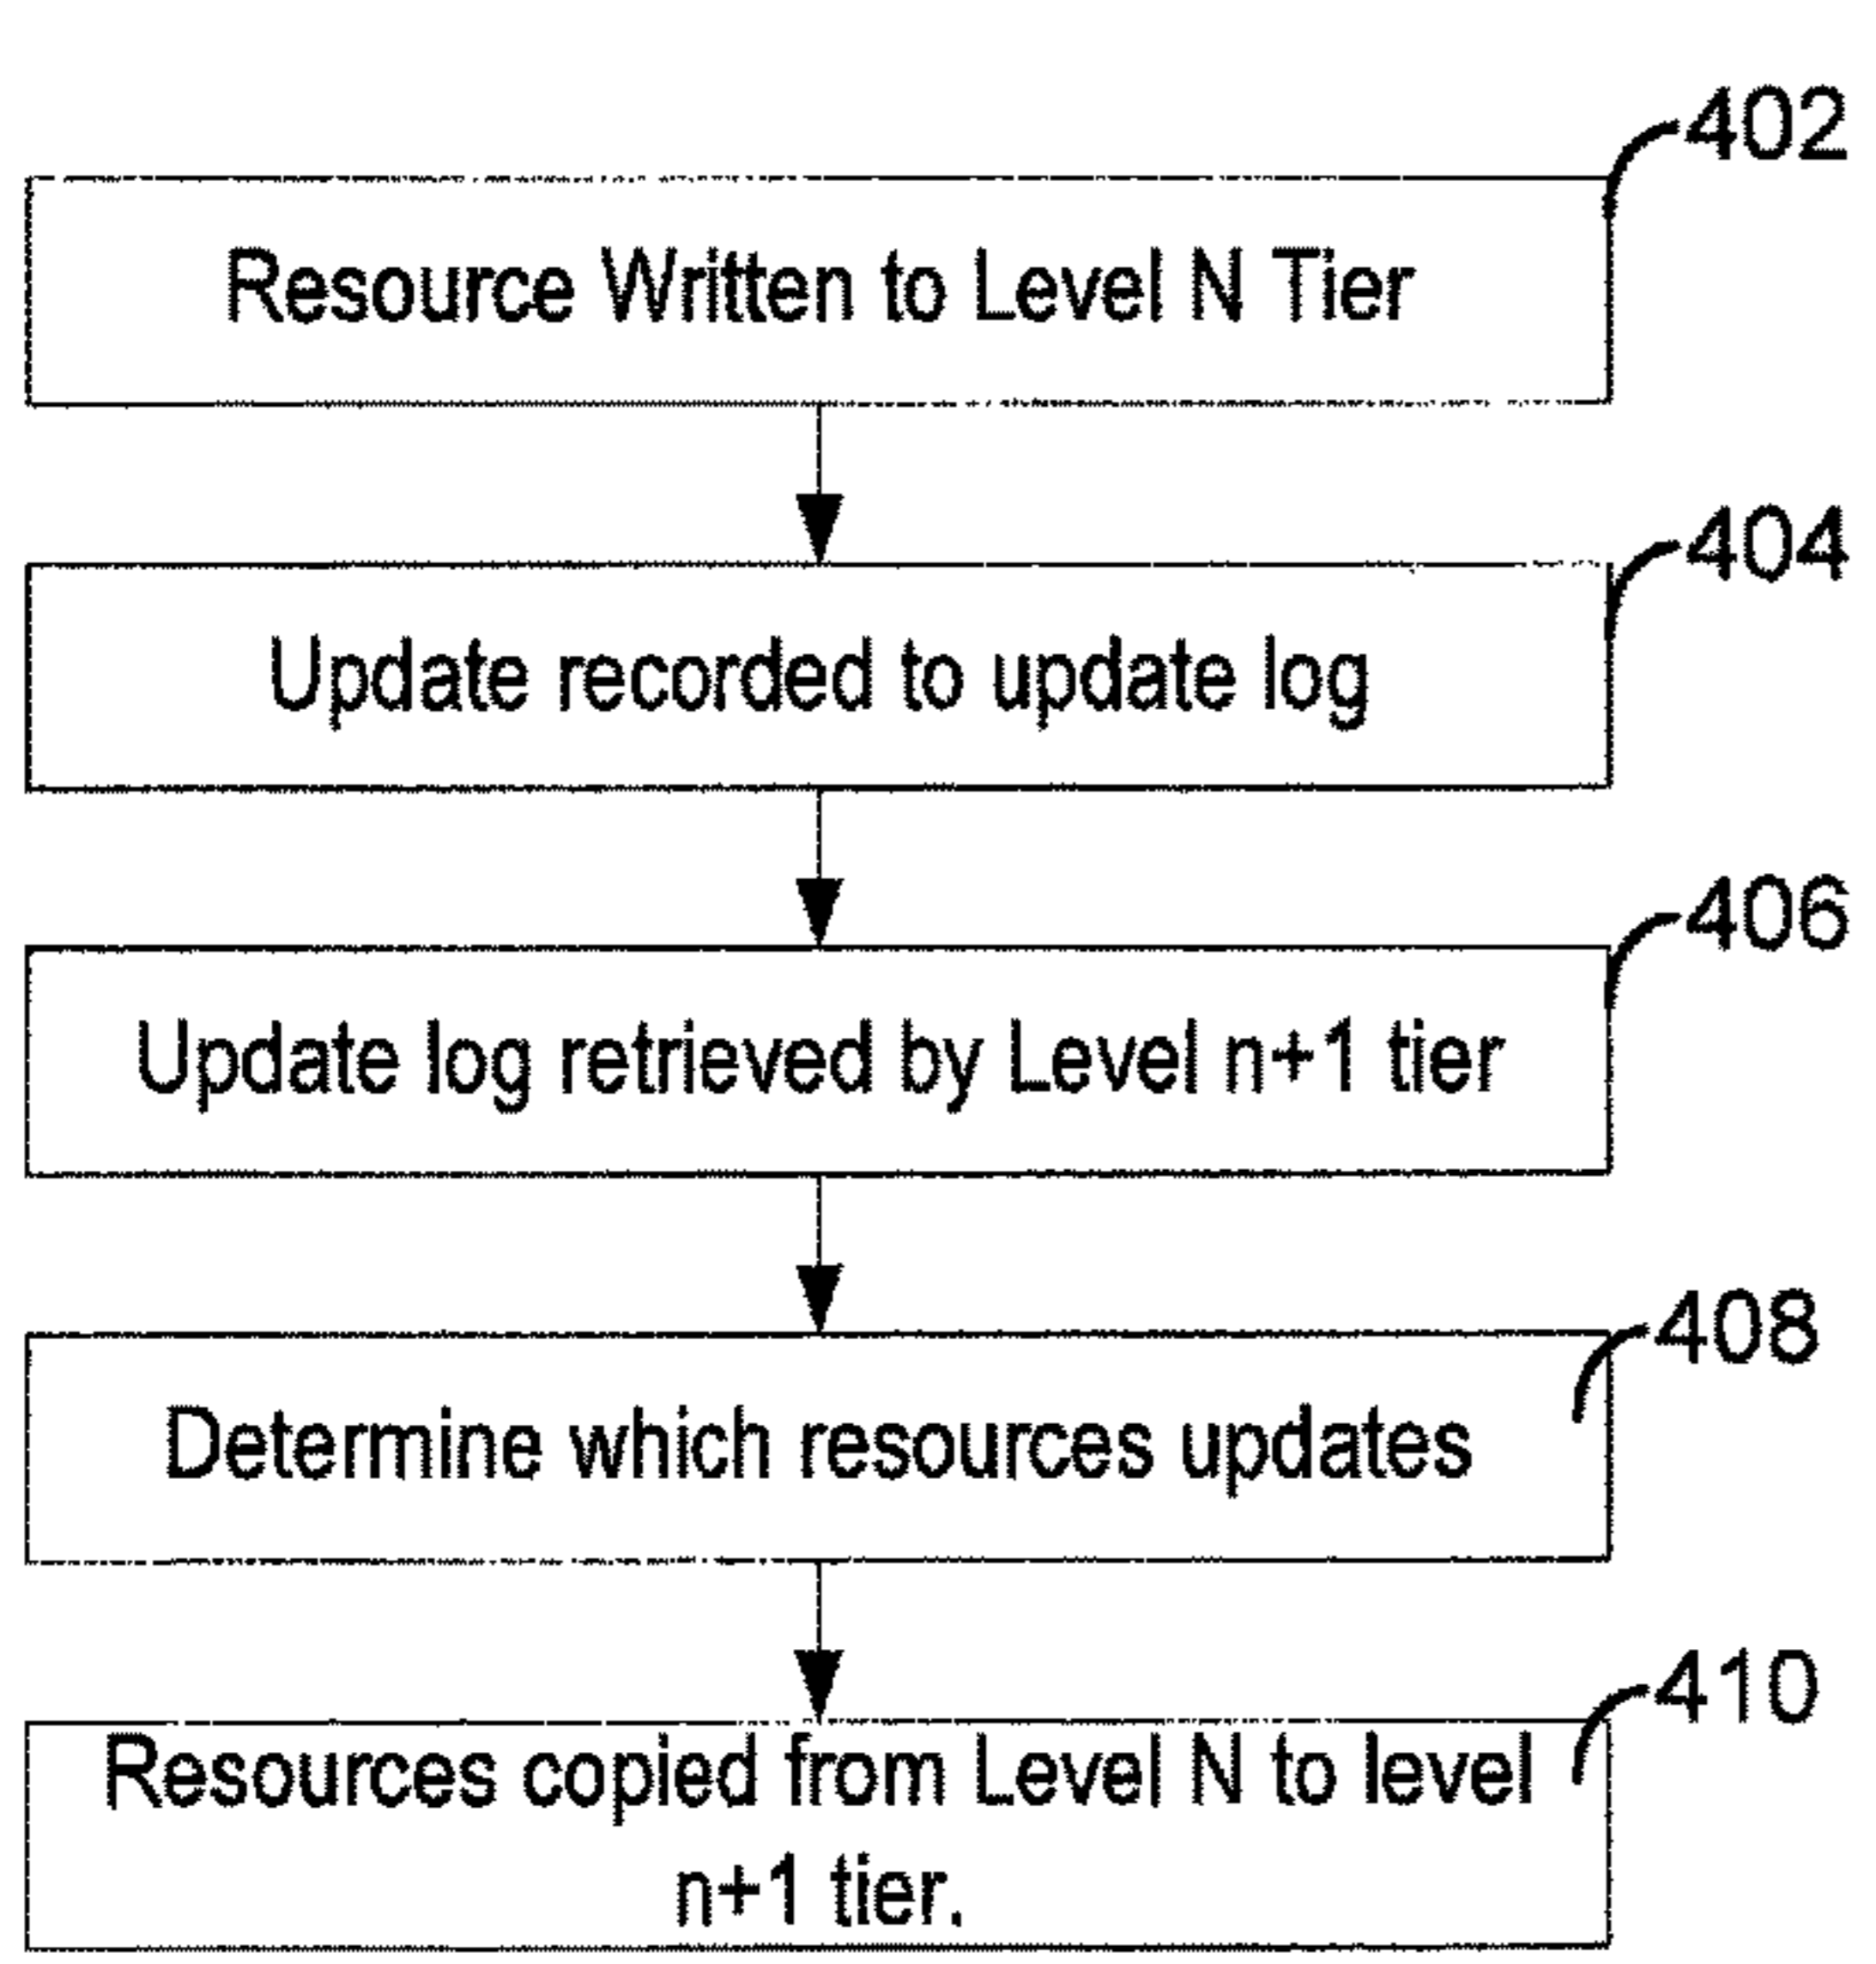 402
Resource Written to Level N Tier
404
Update recorded to update log
406
Update log retrieved by Level n+1 tier
408
Determine which resources updates
410
Resources copied from Level N to level
n+1 tier.